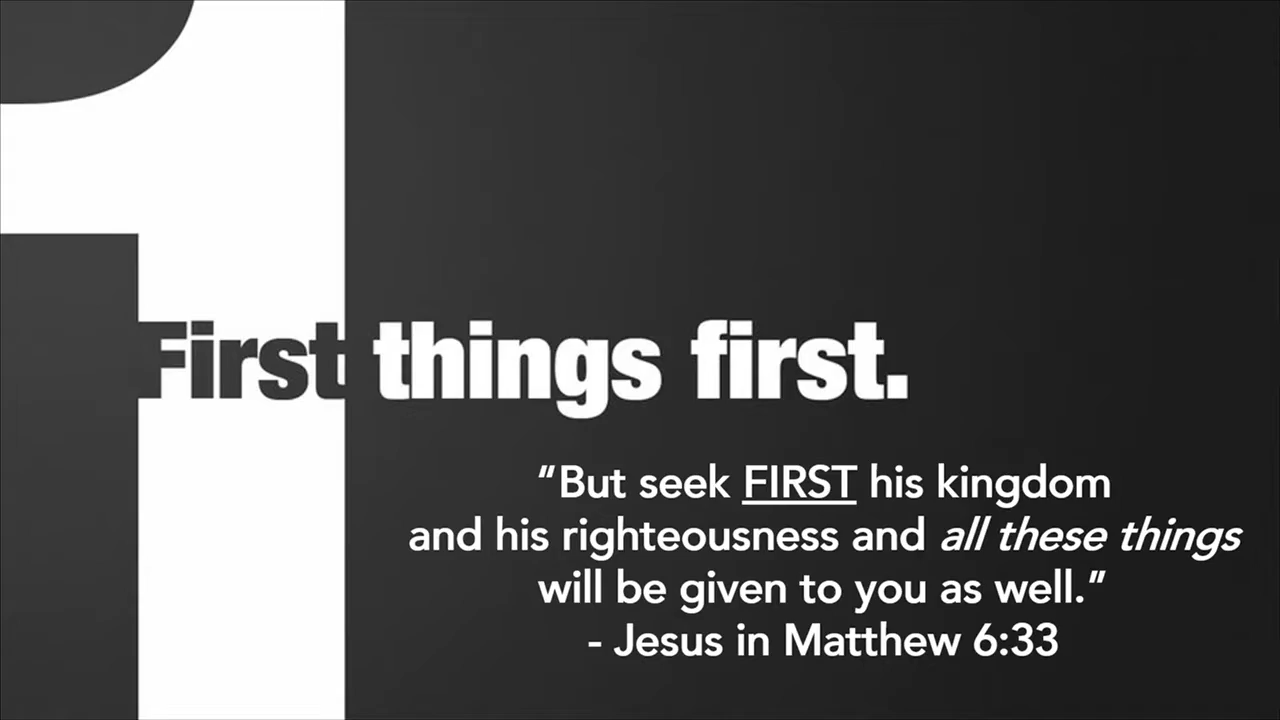 1
First things first.
“But seek FIRST his kingdom
and his righteousness and all these things
will be given to you as well.”
- Jesus in Matthew 6:33